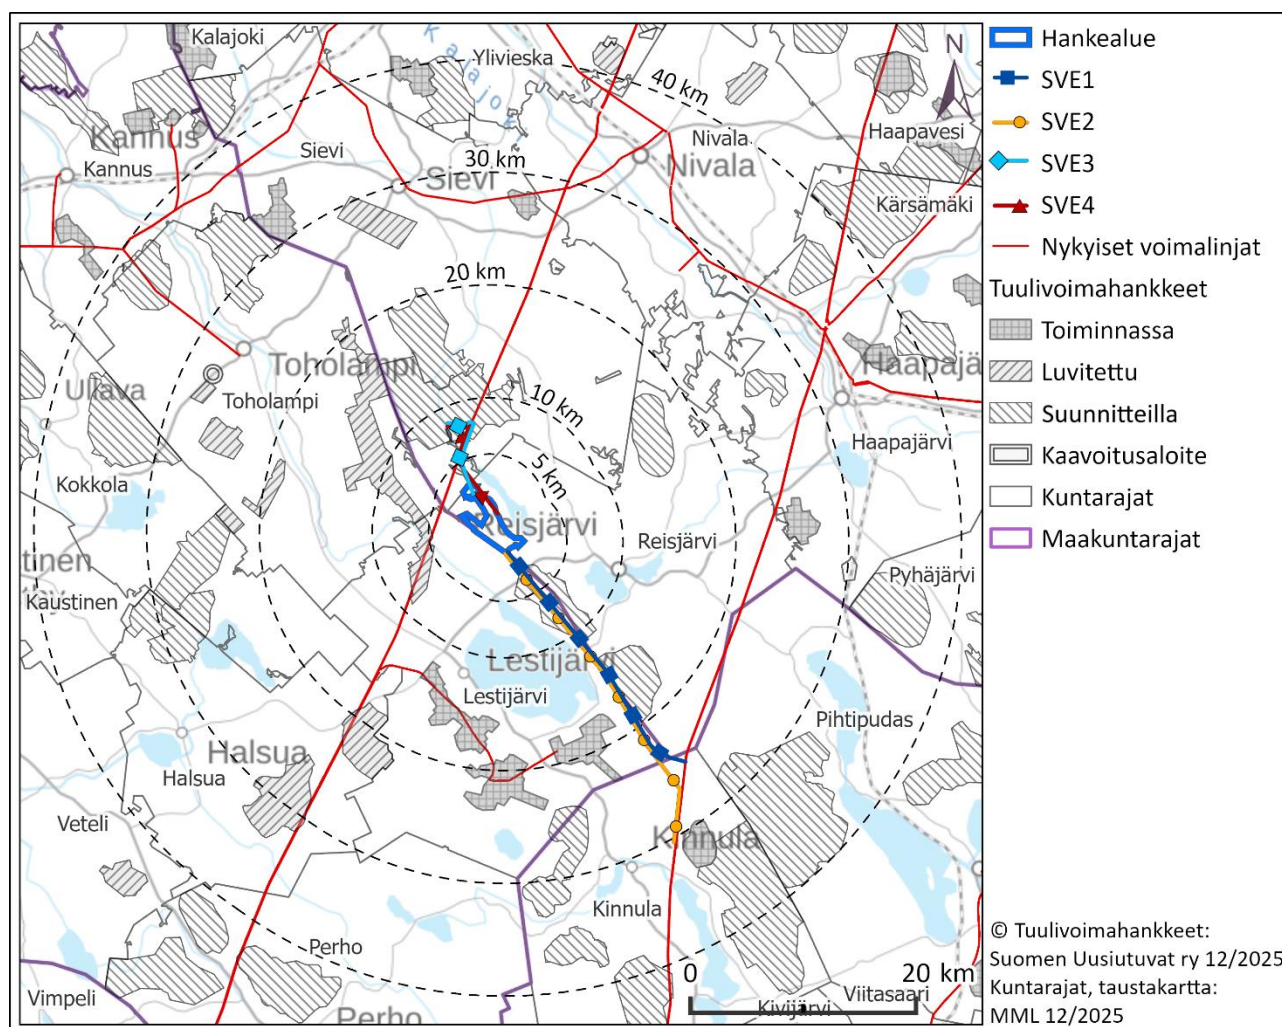 Kalajoki
Kalajoki
Ylivieska
40 km
Kannus
Kannus
Sievi
30 km
Sievi
Nivala
Nivala
Haapavesi
Kärsämäki
20 km
Toholampi
Toholampi
Ullava
Haapajä
10 km
Haapajärvi
Kokkola
5 km
Reisjärvi
Reisjärvi
tinen
Kaustinen
Pyhäjärvi
Lestijärvi
Lestijärvi
Pihtipudas
Halsua
Halsua
Veteli
Kinnula
Kinnula
Perho
Vimpeli
Perho
Kivijärvi
Viitasaari
0
20 km
N
Hankealue
SVE1
SVE2
SVE3
SVE4
Nykyiset voimalinjat
Tuulivoimahankkeet
Toiminnassa
Luvitettu
Suunnitteilla
Kaavoitusaloite
Kuntarajat
Maakuntarajat
© Tuulivoimahankkeet:
Suomen Uusiutuvat ry 12/2025
Kuntarajat, taustakartta:
MML 12/2025